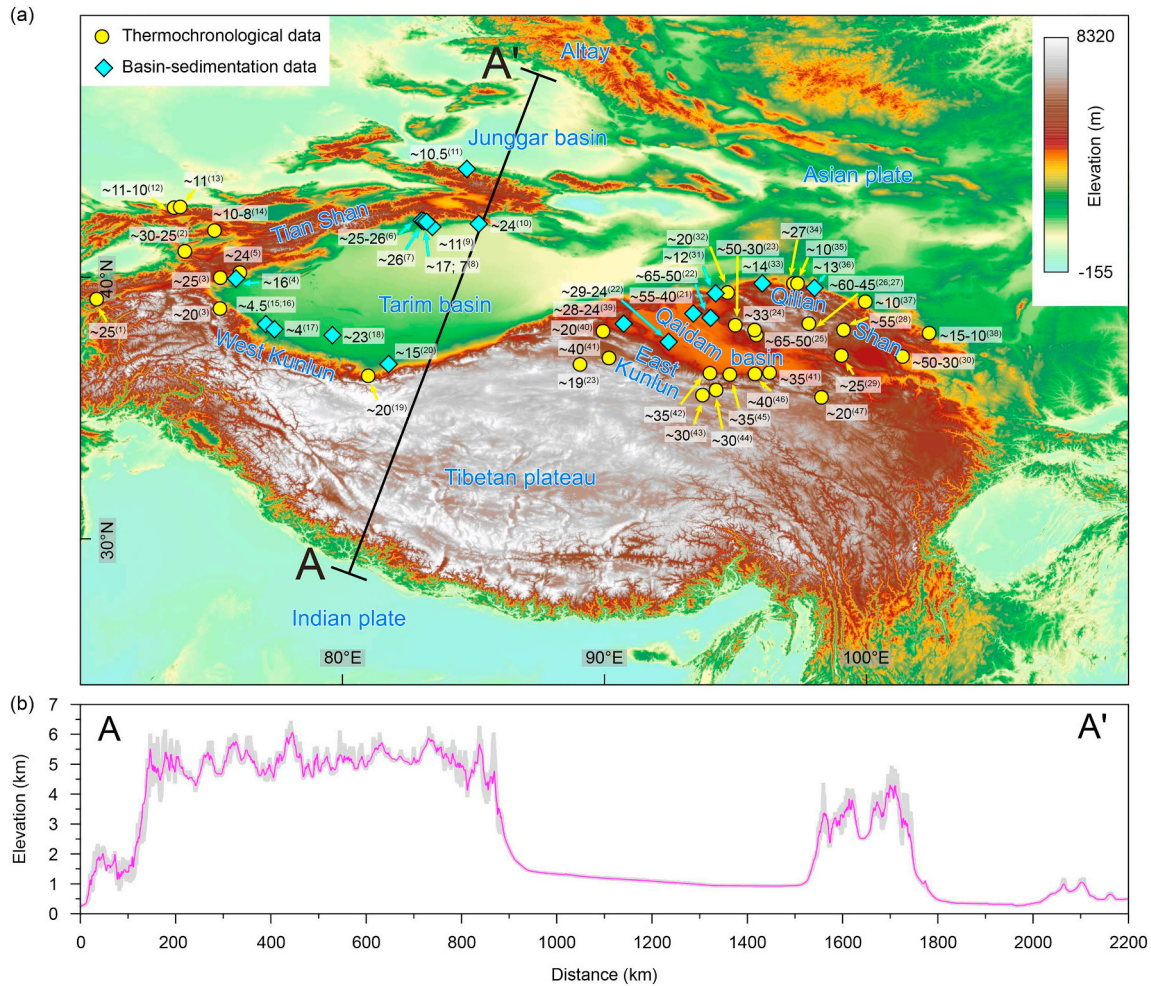 (a)
Thermochronological data
Basin-sedimentation data
A'
Altay
8320
Elevation (m)
-155
Junggar basin
~10.5(11)
Asian plate
~11-10(12)
~11(13)
~10-8(14)
Tian Shan
~30-25(2)
~25-26(6)
~24(10)
~11(9)
~26(7)
~17; 7(8)
~24(5)
~25(3)
~16(4)
40°N
~4.5(15;16)
~4(17)
~23(18)
~20(3)
~25(1)
Tarim basin
West Kunlun
~15(20)
~20(19)
~27(34)
~20(32)
~50-30(23)
~10(35)
~12(31)
~14(33)
~13(36)
~65-50(22)
~60-45(26;27)
~29-24(22)
~55-40(21)
Qilian
Shan
~10(37)
~28-24(39)
~33(24)
~55(28)
~20(40)
Qaidam basin
~65-50(25)
~15-10(38)
~40(41)
East
Kunlun
~50-30(30)
~19(23)
~35(41)
~25(29)
~40(46)
~20(47)
~35(42)
~35(45)
~30(43)
~30(44)
Tibetan plateau
30°N
A
Indian plate
80°E
90°E
100°E
(b)
A
A'
Elevation (km)
7
6
5
4
3
2
1
0
0 200 400 600 800 1000 1200 1400 1600 1800 2000 2200
Distance (km)